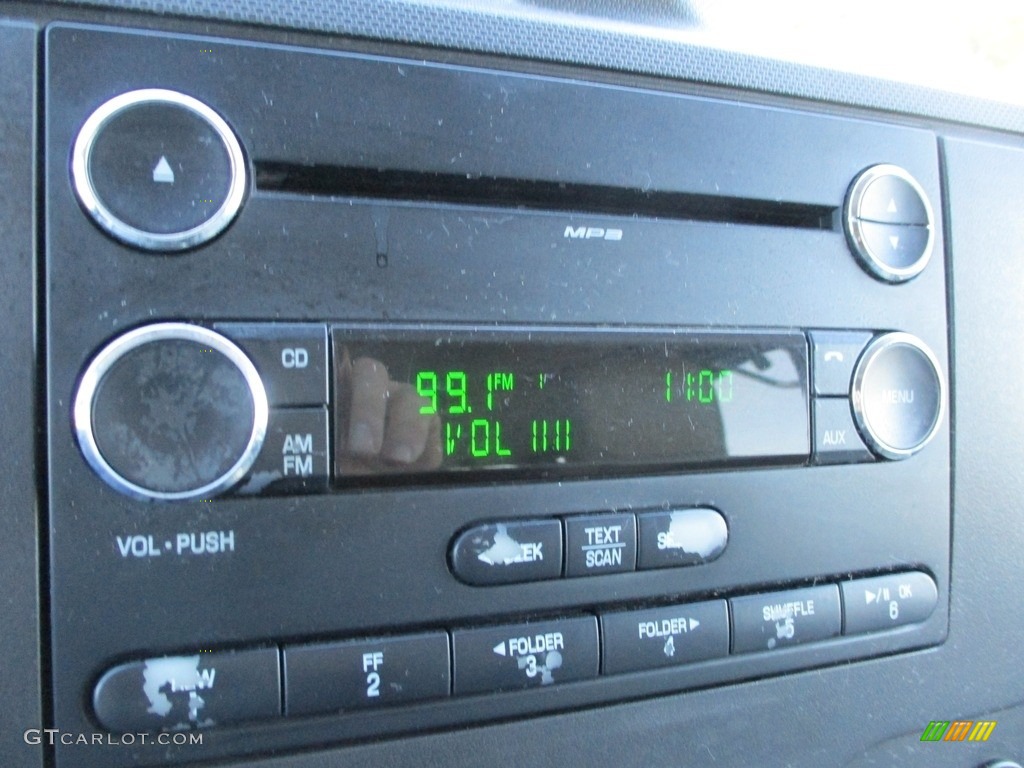 MP3
CD
99.1 FM
11:00
VOL
MENU
AM
FM
AUX
VOL • PUSH
TEXT
SCAN
FF
2
◄ FOLDER
3
FOLDER ►
4
SHUFFLE
5
►/II OK
6
GTCARLOT.COM